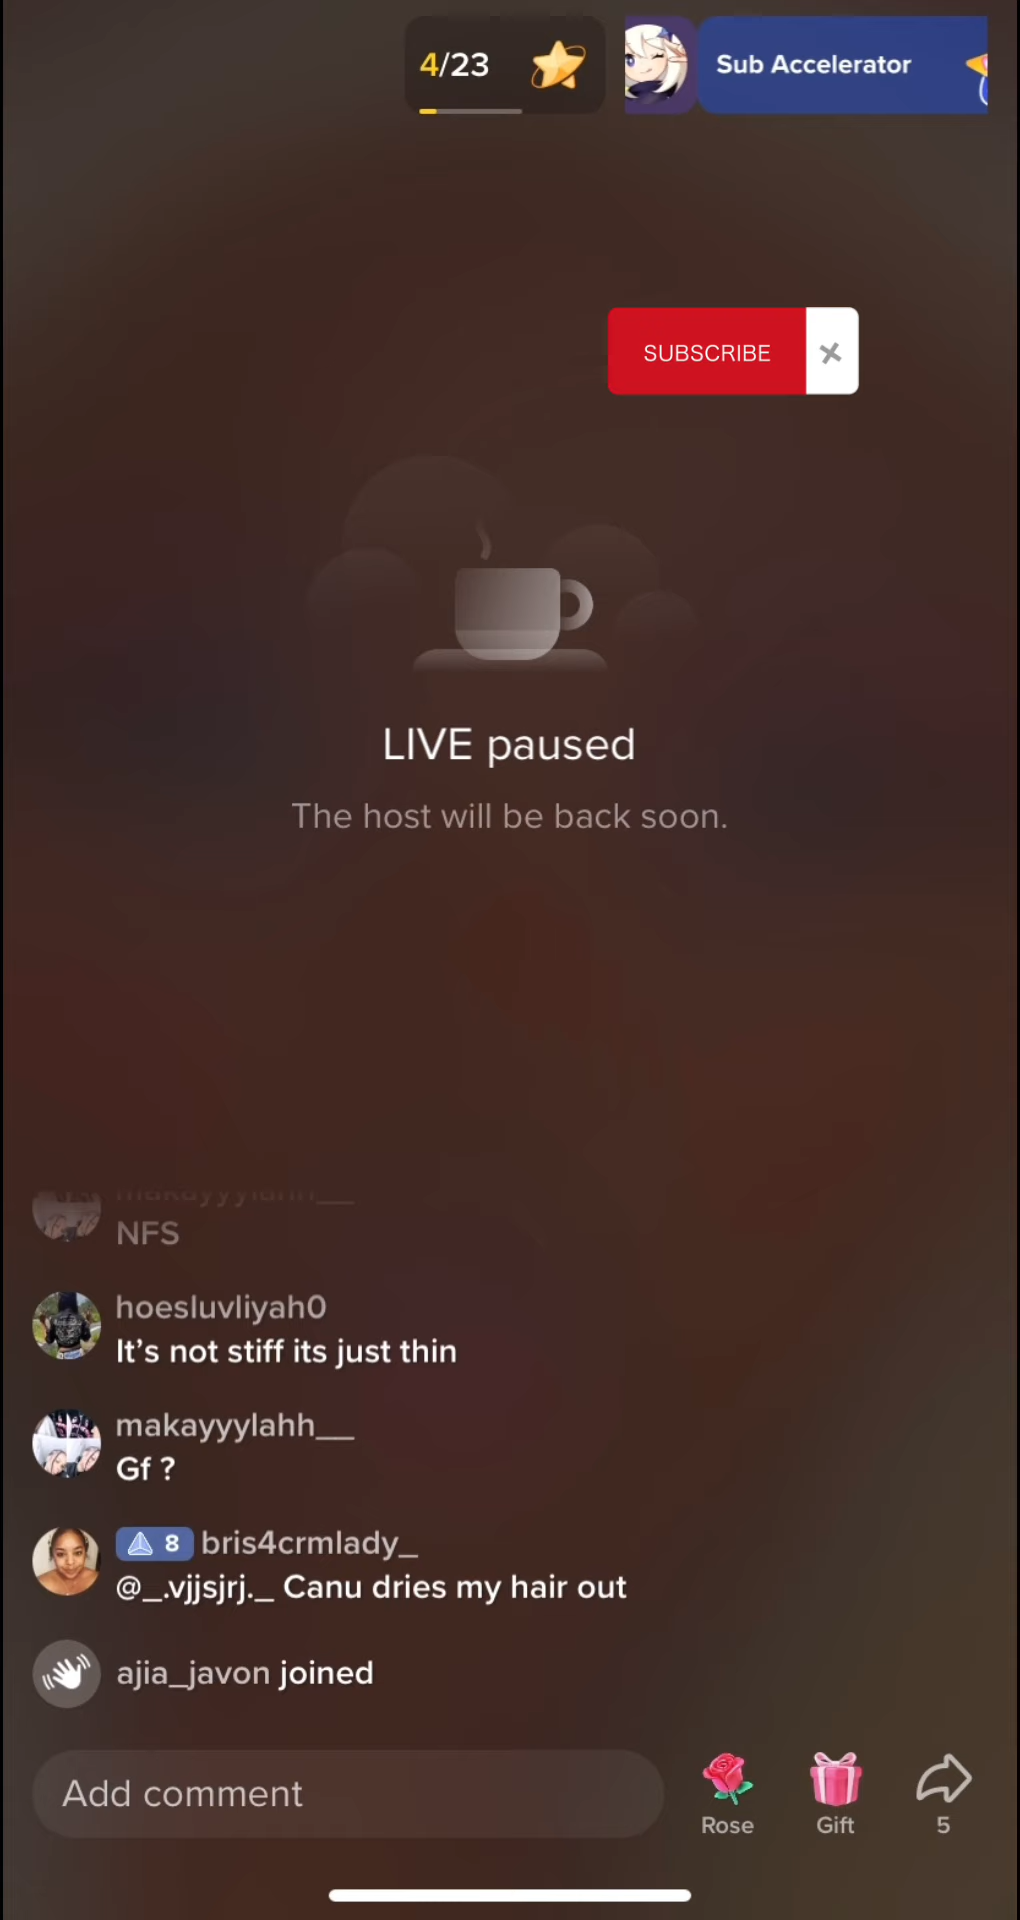 4/23
Sub Accelerator
SUBSCRIBE
LIVE paused
The host will be back soon.
makayyylahh__
NFS
hoesluvliyah0
It's not stiff its just thin
makayyylahh__
Gf ?
8 bris4crmlady_
@_.vjjsjrj._ Canu dries my hair out
ajia_javon joined
Add comment
Rose
Gift
5